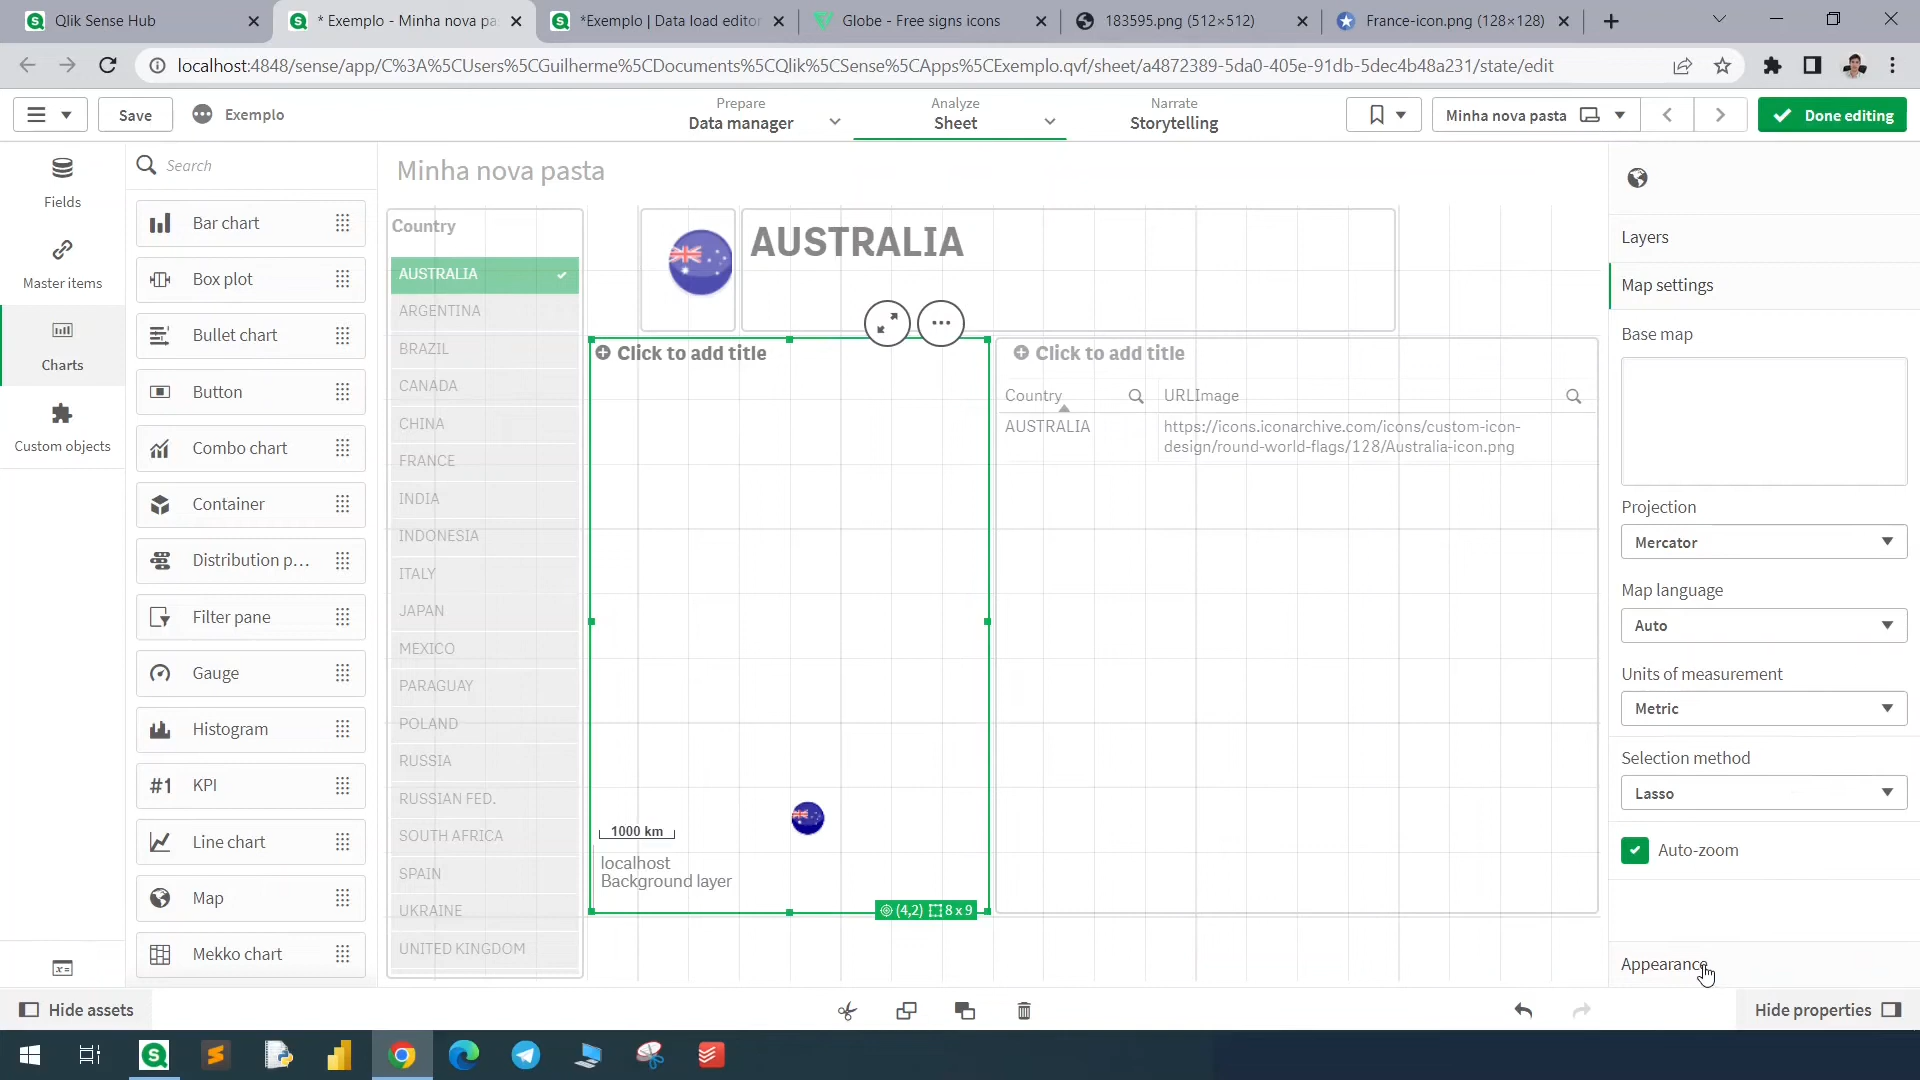 Qlik Sense Hub
* Exemplo - Minha nova pa
*Exemplo | Data load editor
Globe - Free signs icons
183595.png (512×512)
France-icon.png (128×128)
localhost:4848/sense/app/C%3A%5CUsers%5CGuilherme%5CDocuments%5CQlik%5CSense%5CApps%5CExemplo.qvf/sheet/a4872389-5da0-405e-91db-5dec4b48a231/state/edit
Save
Exemplo
Prepare
Data manager
Analyze
Sheet
Narrate
Storytelling
Minha nova pasta
Done editing
Fields
Master items
Charts
Custom objects
Search
Bar chart
Box plot
Bullet chart
Button
Combo chart
Container
Distribution p...
Filter pane
Gauge
Histogram
#1 KPI
Line chart
Map
Mekko chart
Minha nova pasta
Country
AUSTRALIA
ARGENTINA
BRAZIL
CANADA
CHINA
FRANCE
INDIA
INDONESIA
ITALY
JAPAN
MEXICO
PARAGUAY
POLAND
RUSSIA
RUSSIAN FED.
SOUTH AFRICA
SPAIN
UKRAINE
UNITED KINGDOM
AUSTRALIA
Click to add title
1000 km
localhost
Background layer
(4,2) 8 x 9
Click to add title
Country
URLImage
AUSTRALIA
https://icons.iconarchive.com/icons/custom-icon-
design/round-world-flags/128/Australia-icon.png
Layers
Map settings
Base map
Projection
Mercator
Map language
Auto
Units of measurement
Metric
Selection method
Lasso
Auto-zoom
Appearance
Hide assets
Hide properties